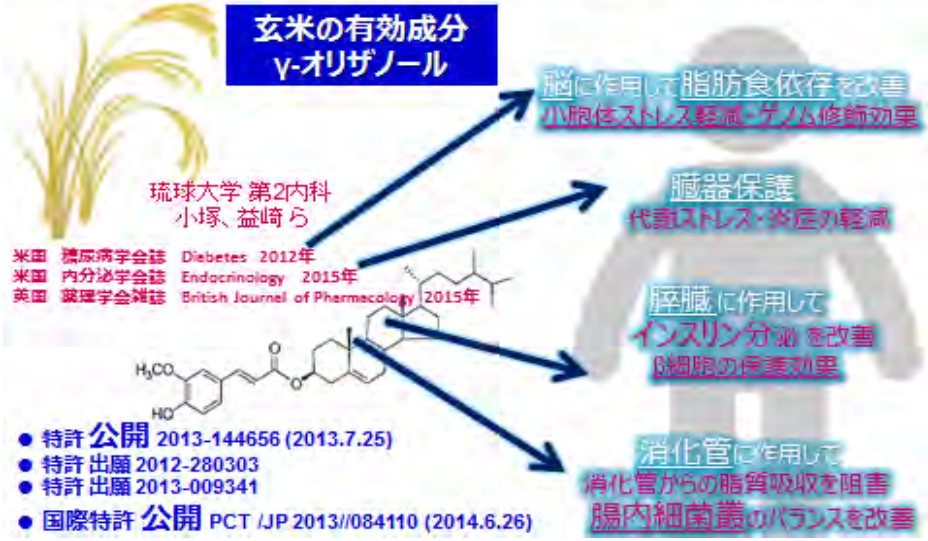 玄米の有効成分
γ-オリザノール
脳に作用して脂肪食依存を改善
小胞体ストレス軽減・ゲノム修飾効果
琉球大学 第2内科
小塚、益崎 ら
臓器保護
代謝ストレス・炎症の軽減
米国 糖尿病学会誌 Diabetes 2012年
米国 内分泌学会誌 Endocrinology 2015年
英国 薬理学会雑誌 British Journal of Pharmacology 2015年
膵臓に作用して
インスリン分泌 を改善
β細胞の保護効果
H₃CO
O
O
HO
消化管に作用して
消化管からの脂質吸収を阻害
腸内細菌叢のバランスを改善
● 特許 公開 2013-144656 (2013.7.25)
● 特許 出願 2012-280303
● 特許 出願 2013-009341
● 国際特許 公開 PCT /JP 2013//084110 (2014.6.26)